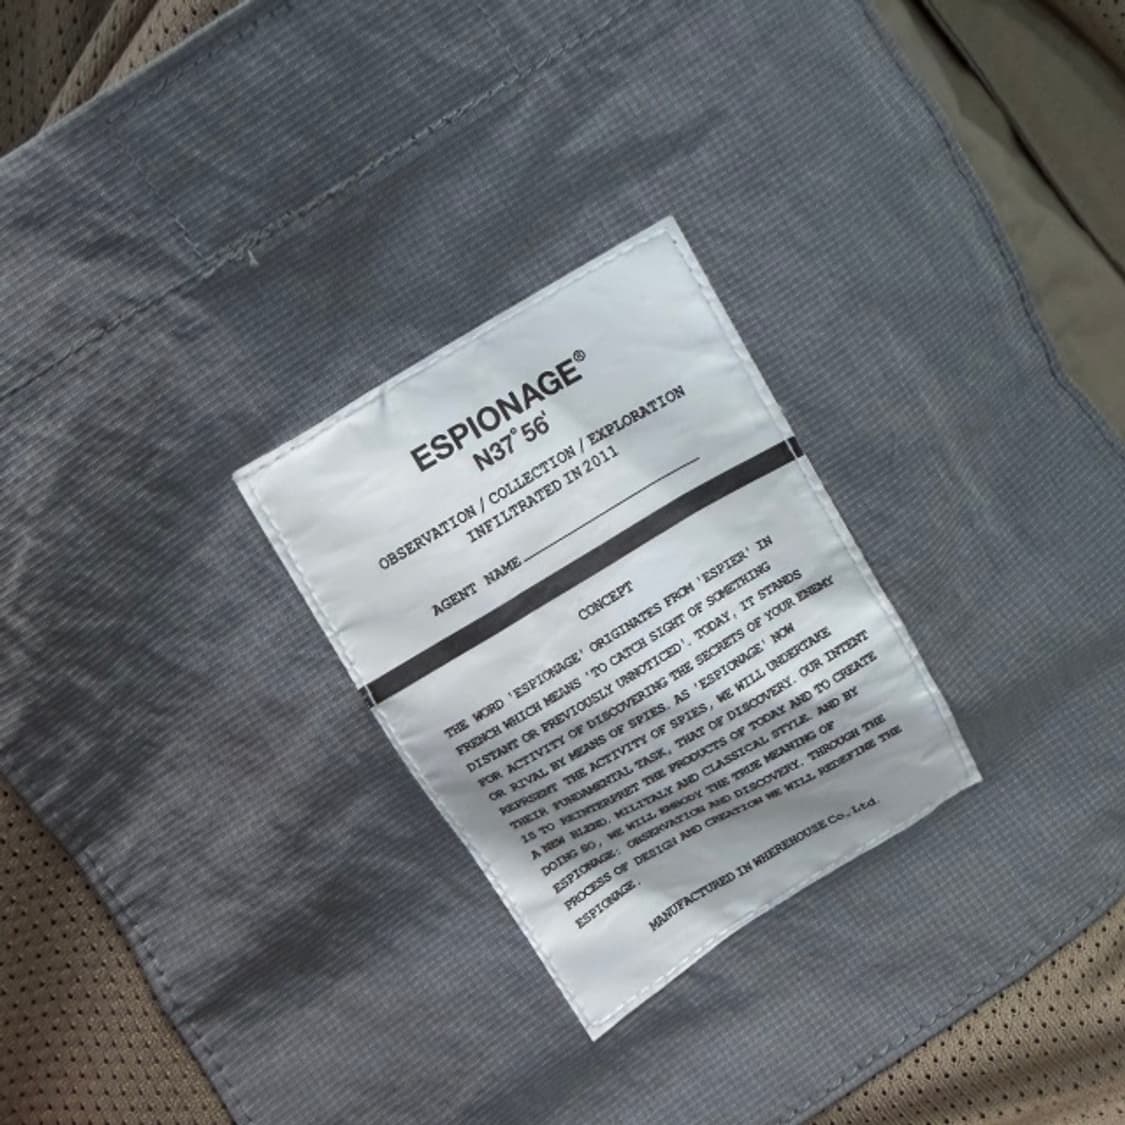 ESPIONAGE®
N37° 56'
OBSERVATION / COLLECTION / EXPLORATION
INFILTRATED IN 2011
AGENT NAME
CONCEPT
THE WORD 'ESPIONAGE' ORIGINATES FROM 'ESPIER' IN
FRENCH WHICH MEANS 'TO CATCH SIGHT OF SOMETHING
DISTANT OR PREVIOUSLY UNNOTICED'. TODAY, IT STANDS
FOR ACTIVITY OF DISCOVERING THE SECRETS OF YOUR ENEMY
OR RIVAL BY MEANS OF SPIES. AS 'ESPIONAGE' NOW
REPRSENT THE ACTIVITY OF SPIES, WE WILL UNDERTAKE
THEIR FUNDAMENTAL TASK, THAT OF DISCOVERY. OUR INTENT
IS TO REINTERPRET THE PRODUCTS OF TODAY AND TO CREATE
A NEW BLEND. MILITALY AND CLASSICAL STYLE. AND BY
DOING SO, WE WILL EMBODY THE TRUE MEANING OF
ESPIONAGE: OBSERVATION AND DISCOVERY. THROUGH THE
PROCESS OF DESIGN AND CREATION WE WILL REDEFINE THE
ESPIONAGE.
MANUFACTURED IN WHEREHOUSE Co., Ltd.